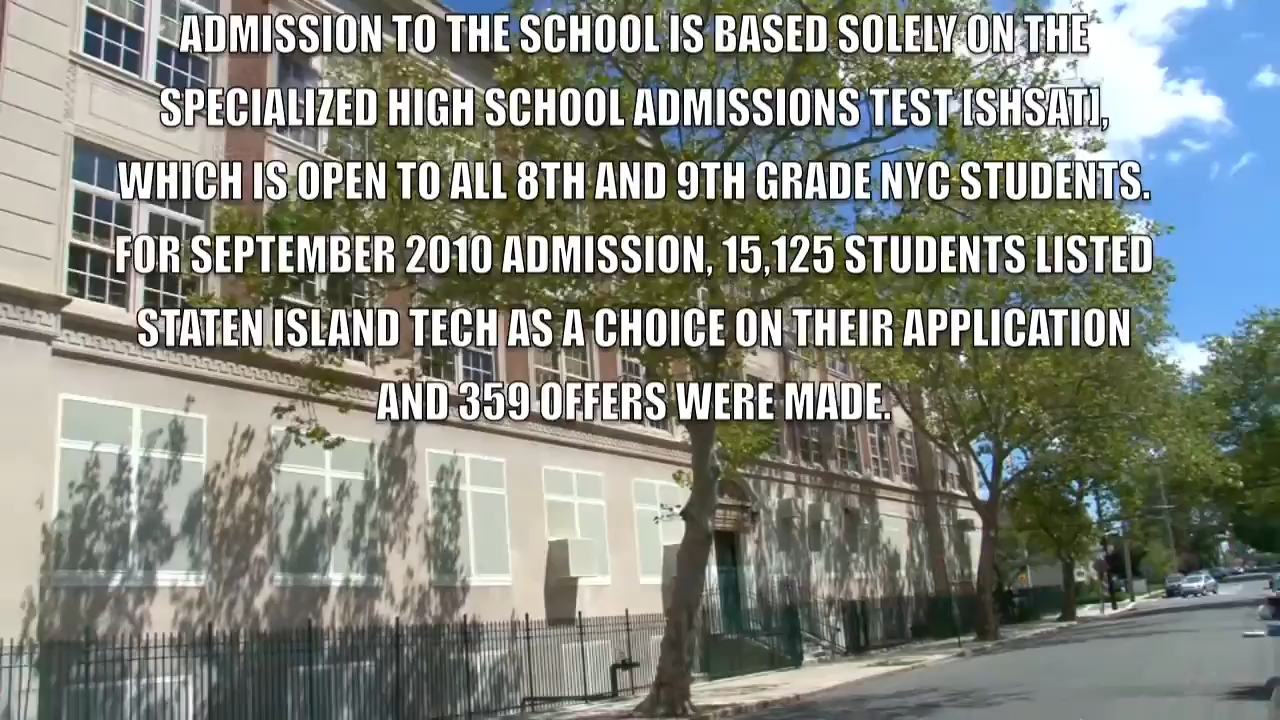 ADMISSION TO THE SCHOOL IS BASED SOLELY ON THE
SPECIALIZED HIGH SCHOOL ADMISSIONS TEST [SHSAT],
WHICH IS OPEN TO ALL 8TH AND 9TH GRADE NYC STUDENTS.
FOR SEPTEMBER 2010 ADMISSION, 15,125 STUDENTS LISTED
STATEN ISLAND TECH AS A CHOICE ON THEIR APPLICATION
AND 359 OFFERS WERE MADE.